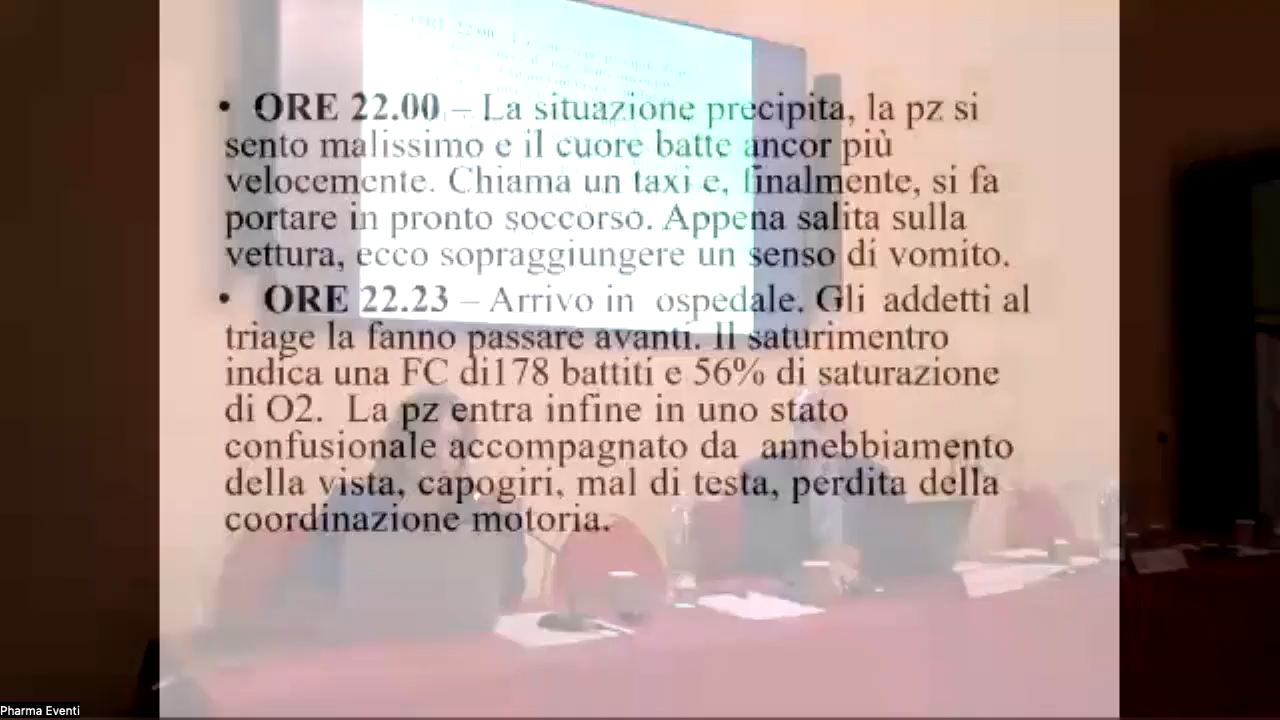 • ORE 22.00 – La situazione precipita, la pz si
sento malissimo e il cuore batte ancor più
velocemente. Chiama un taxi e, finalmente, si fa
portare in pronto soccorso. Appena salita sulla
vettura, ecco sopraggiungere un senso di vomito.
• ORE 22.23 – Arrivo in ospedale. Gli addetti al
triage la fanno passare avanti. Il saturimentro
indica una FC di178 battiti e 56% di saturazione
di O2. La pz entra infine in uno stato
confusionale accompagnato da annebbiamento
della vista, capogiri, mal di testa, perdita della
coordinazione motoria.
Pharma Eventi